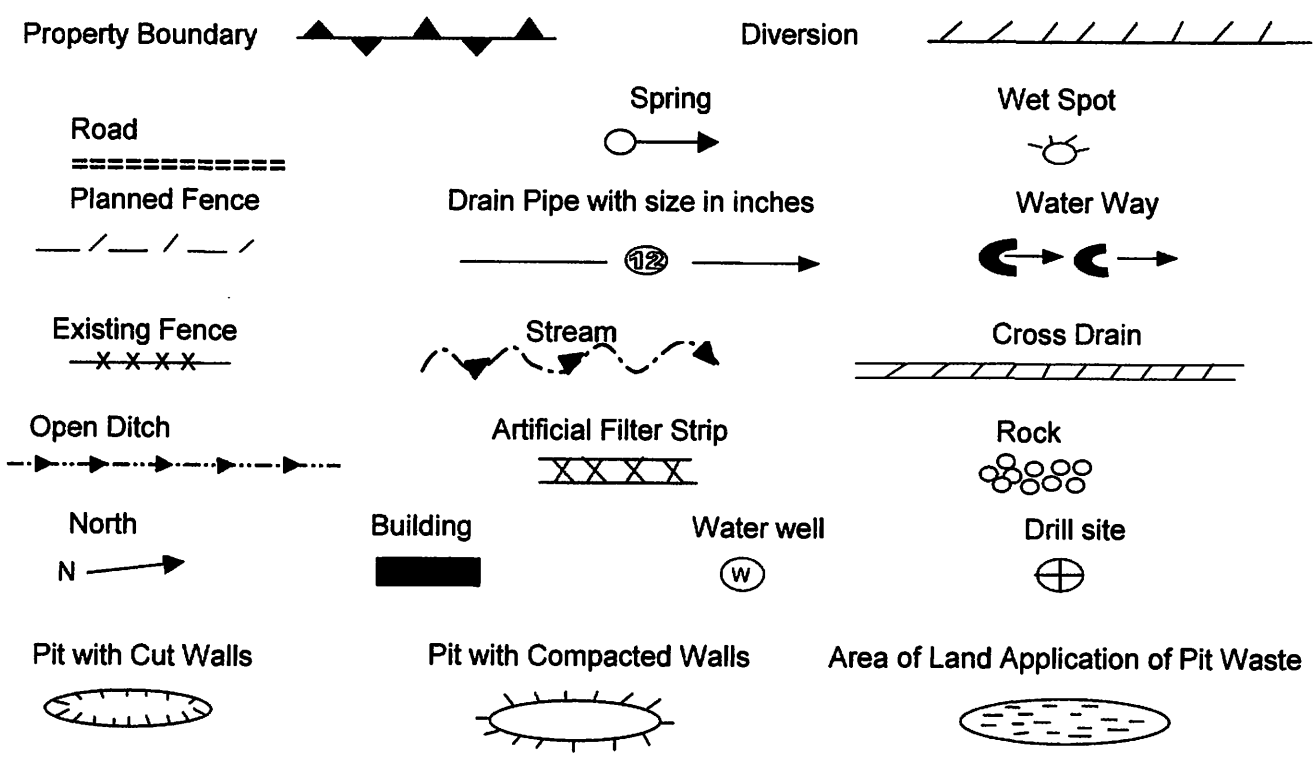 Property Boundary
Diversion
Spring
Wet Spot
Road
Planned Fence
Drain Pipe with size in inches
Water Way
12
Existing Fence
Stream
Cross Drain
Open Ditch
Artificial Filter Strip
Rock
North
Building
Water well
Drill site
N
W
Pit with Cut Walls
Pit with Compacted Walls
Area of Land Application of Pit Waste